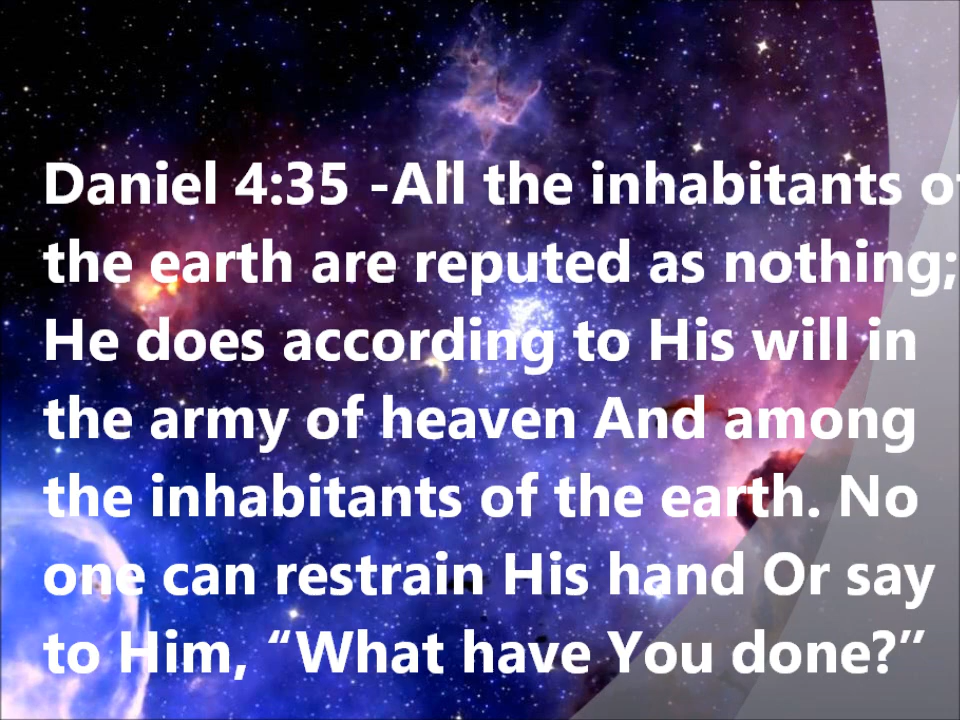 Daniel 4:35 -All the inhabitants of
the earth are reputed as nothing;
He does according to His will in
the army of heaven And among
the inhabitants of the earth. No
one can restrain His hand Or say
to Him, “What have You done?”